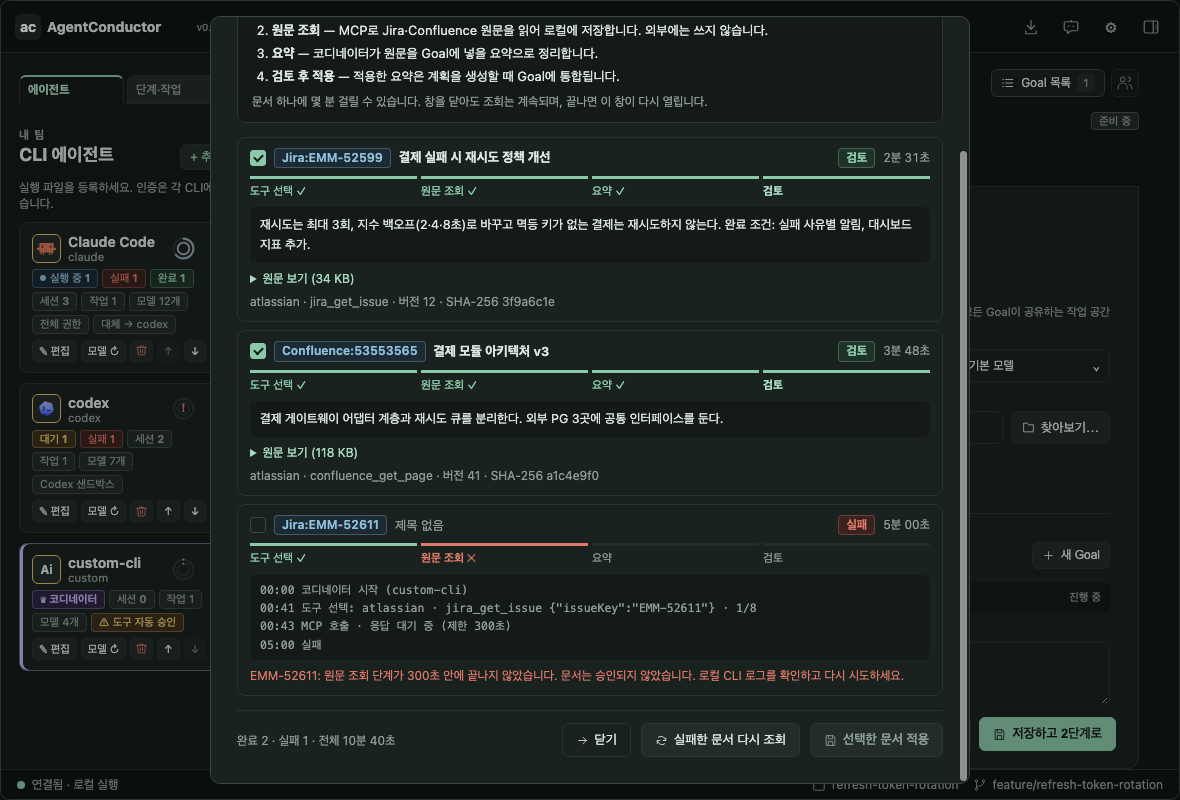 ac AgentConductor v0.
에이전트
단계·작업
Goal 목록 1
준비 중
내 팀
CLI 에이전트
+ 추
실행 파일을 등록하세요. 인증은 각 CLI에
습니다.
Claude Code
claude
실행 중 1 실패 1 완료 1
세션 3 작업 1 모델 12개
전체 권한 대체 → codex
✎ 편집 모델 ↻ ↑ ↓
codex
codex
대기 1 실패 1 세션 2
작업 1 모델 7개
Codex 샌드박스
✎ 편집 모델 ↻ ↑ ↓
Ai custom-cli
custom
♛ 코디네이터 세션 0 작업 1
모델 4개 ⚠ 도구 자동 승인
✎ 편집 모델 ↻ ↑ ↓
2. 원문 조회 — MCP로 Jira·Confluence 원문을 읽어 로컬에 저장합니다. 외부에는 쓰지 않습니다.
3. 요약 — 코디네이터가 원문을 Goal에 넣을 요약으로 정리합니다.
4. 검토 후 적용 — 적용한 요약은 계획을 생성할 때 Goal에 통합됩니다.
문서 하나에 몇 분 걸릴 수 있습니다. 창을 닫아도 조회는 계속되며, 끝나면 이 창이 다시 열립니다.
Jira:EMM-52599 결제 실패 시 재시도 정책 개선 검토 2분 31초
도구 선택 ✓ 원문 조회 ✓ 요약 ✓ 검토
재시도는 최대 3회, 지수 백오프(2·4·8초)로 바꾸고 멱등 키가 없는 결제는 재시도하지 않는다. 완료 조건: 실패 사유별 알림, 대시보드
지표 추가.
▶ 원문 보기 (34 KB)
atlassian · jira_get_issue · 버전 12 · SHA-256 3f9a6c1e
Confluence:53553565 결제 모듈 아키텍처 v3 검토 3분 48초
도구 선택 ✓ 원문 조회 ✓ 요약 ✓ 검토
결제 게이트웨이 어댑터 계층과 재시도 큐를 분리한다. 외부 PG 3곳에 공통 인터페이스를 둔다.
▶ 원문 보기 (118 KB)
atlassian · confluence_get_page · 버전 41 · SHA-256 a1c4e9f0
Jira:EMM-52611 제목 없음 실패 5분 00초
도구 선택 ✓ 원문 조회 ✕ 요약 검토
00:00 코디네이터 시작 (custom-cli)
00:41 도구 선택: atlassian · jira_get_issue {"issueKey":"EMM-52611"} · 1/8
00:43 MCP 호출 · 응답 대기 중 (제한 300초)
05:00 실패
EMM-52611: 원문 조회 단계가 300초 안에 끝나지 않았습니다. 문서는 승인되지 않았습니다. 로컬 CLI 로그를 확인하고 다시 시도하세요.
완료 2 · 실패 1 · 전체 10분 40초
→ 닫기
실패한 문서 다시 조회
선택한 문서 적용
든 Goal이 공유하는 작업 공간
기본 모델
찾아보기...
+ 새 Goal
진행 중
저장하고 2단계로
연결됨 · 로컬 실행
refresh-token-rotation
feature/refresh-token-rotation